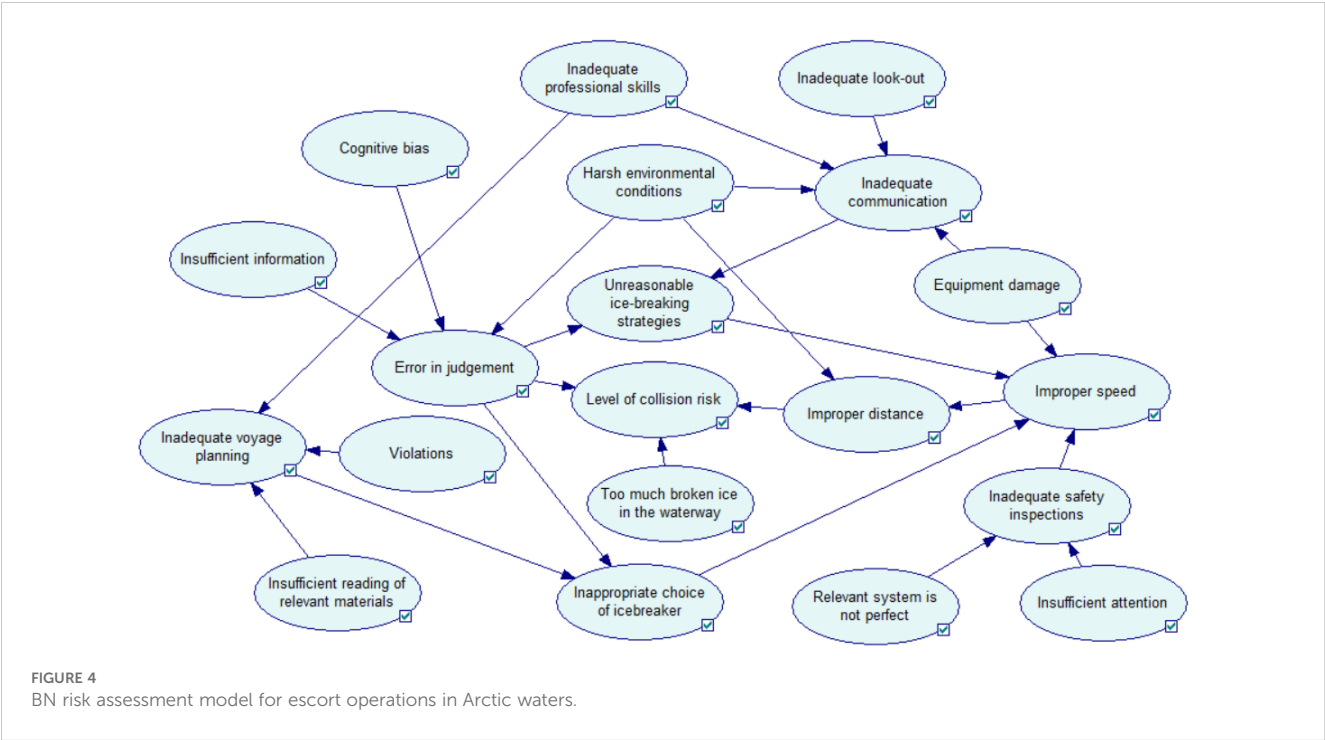 Inadequate
professional skills
Inadequate look-out
Cognitive bias
Harsh environmental
conditions
Inadequate
communication
Insufficient information
Unreasonable
ice-breaking
strategies
Equipment damage
Error in judgement
Level of collision risk
Improper distance
Improper speed
Inadequate voyage
planning
Violations
Too much broken ice
in the waterway
Inadequate safety
inspections
Insufficient reading of
relevant materials
Inappropriate choice
of icebreaker
Relevant system is
not perfect
Insufficient attention
FIGURE 4
BN risk assessment model for escort operations in Arctic waters.